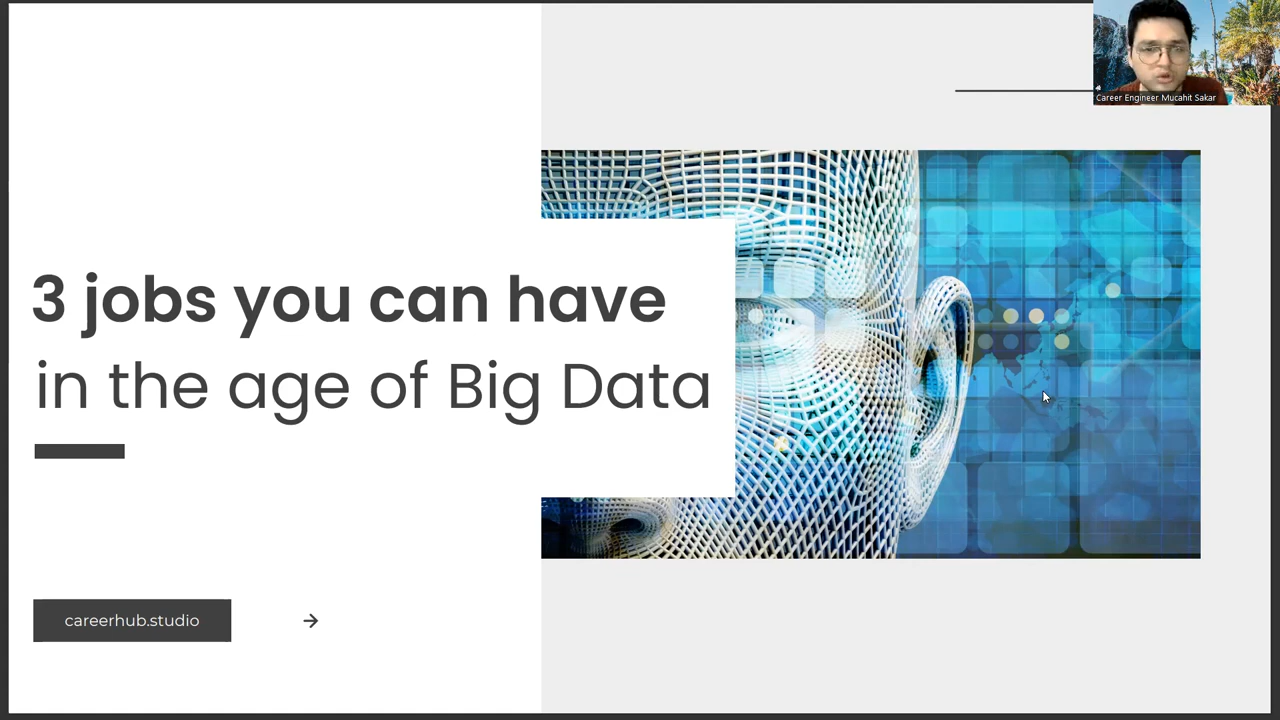 Career Engineer Mucahit Sakar
3 jobs you can have
in the age of Big Data
careerhub.studio